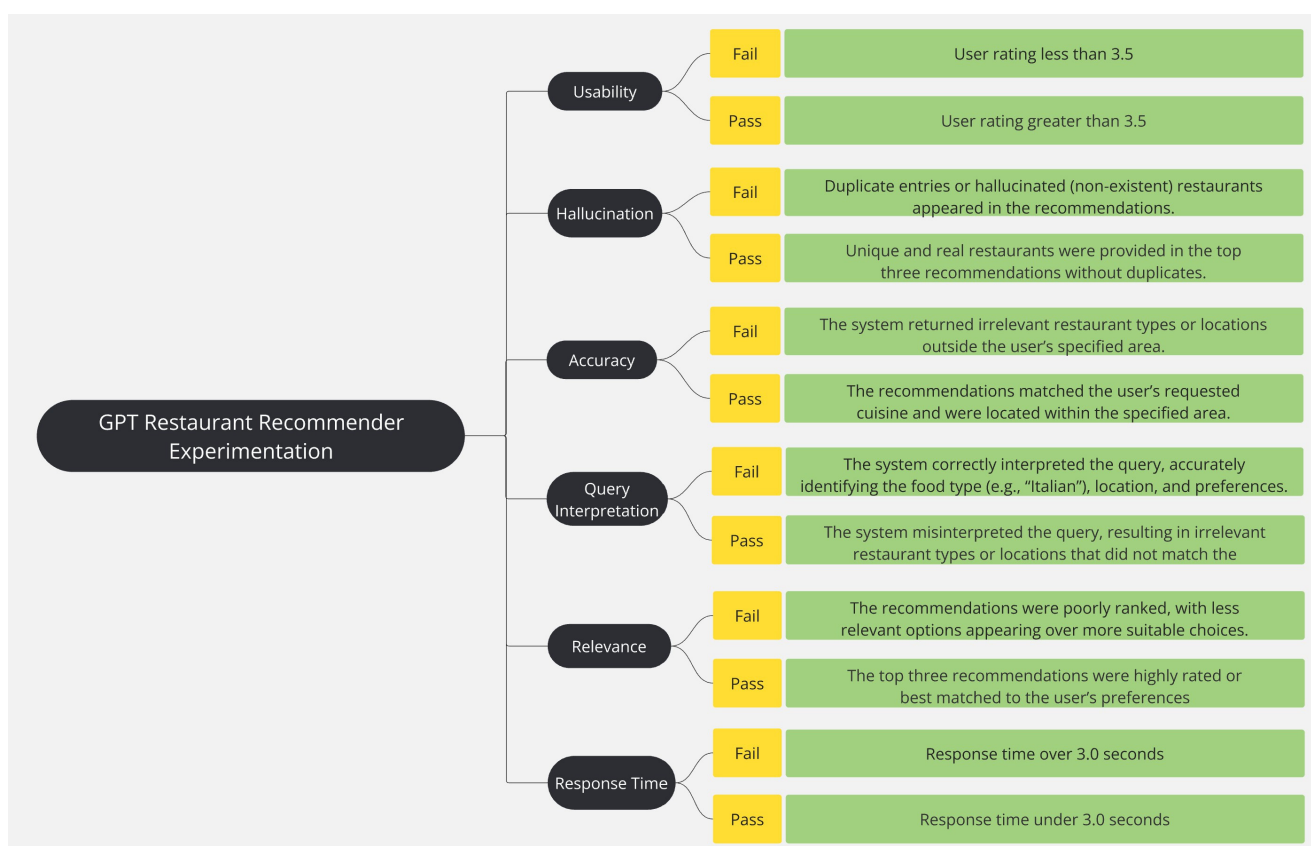 GPT Restaurant Recommender
Experimentation
Usability
Fail
User rating less than 3.5
Pass
User rating greater than 3.5
Hallucination
Fail
Duplicate entries or hallucinated (non-existent) restaurants
appeared in the recommendations.
Pass
Unique and real restaurants were provided in the top
three recommendations without duplicates.
Accuracy
Fail
The system returned irrelevant restaurant types or locations
outside the user’s specified area.
Pass
The recommendations matched the user’s requested
cuisine and were located within the specified area.
Query
Interpretation
Fail
The system correctly interpreted the query, accurately
identifying the food type (e.g., “Italian”), location, and preferences.
Pass
The system misinterpreted the query, resulting in irrelevant
restaurant types or locations that did not match the
Relevance
Fail
The recommendations were poorly ranked, with less
relevant options appearing over more suitable choices.
Pass
The top three recommendations were highly rated or
best matched to the user’s preferences
Response Time
Fail
Response time over 3.0 seconds
Pass
Response time under 3.0 seconds